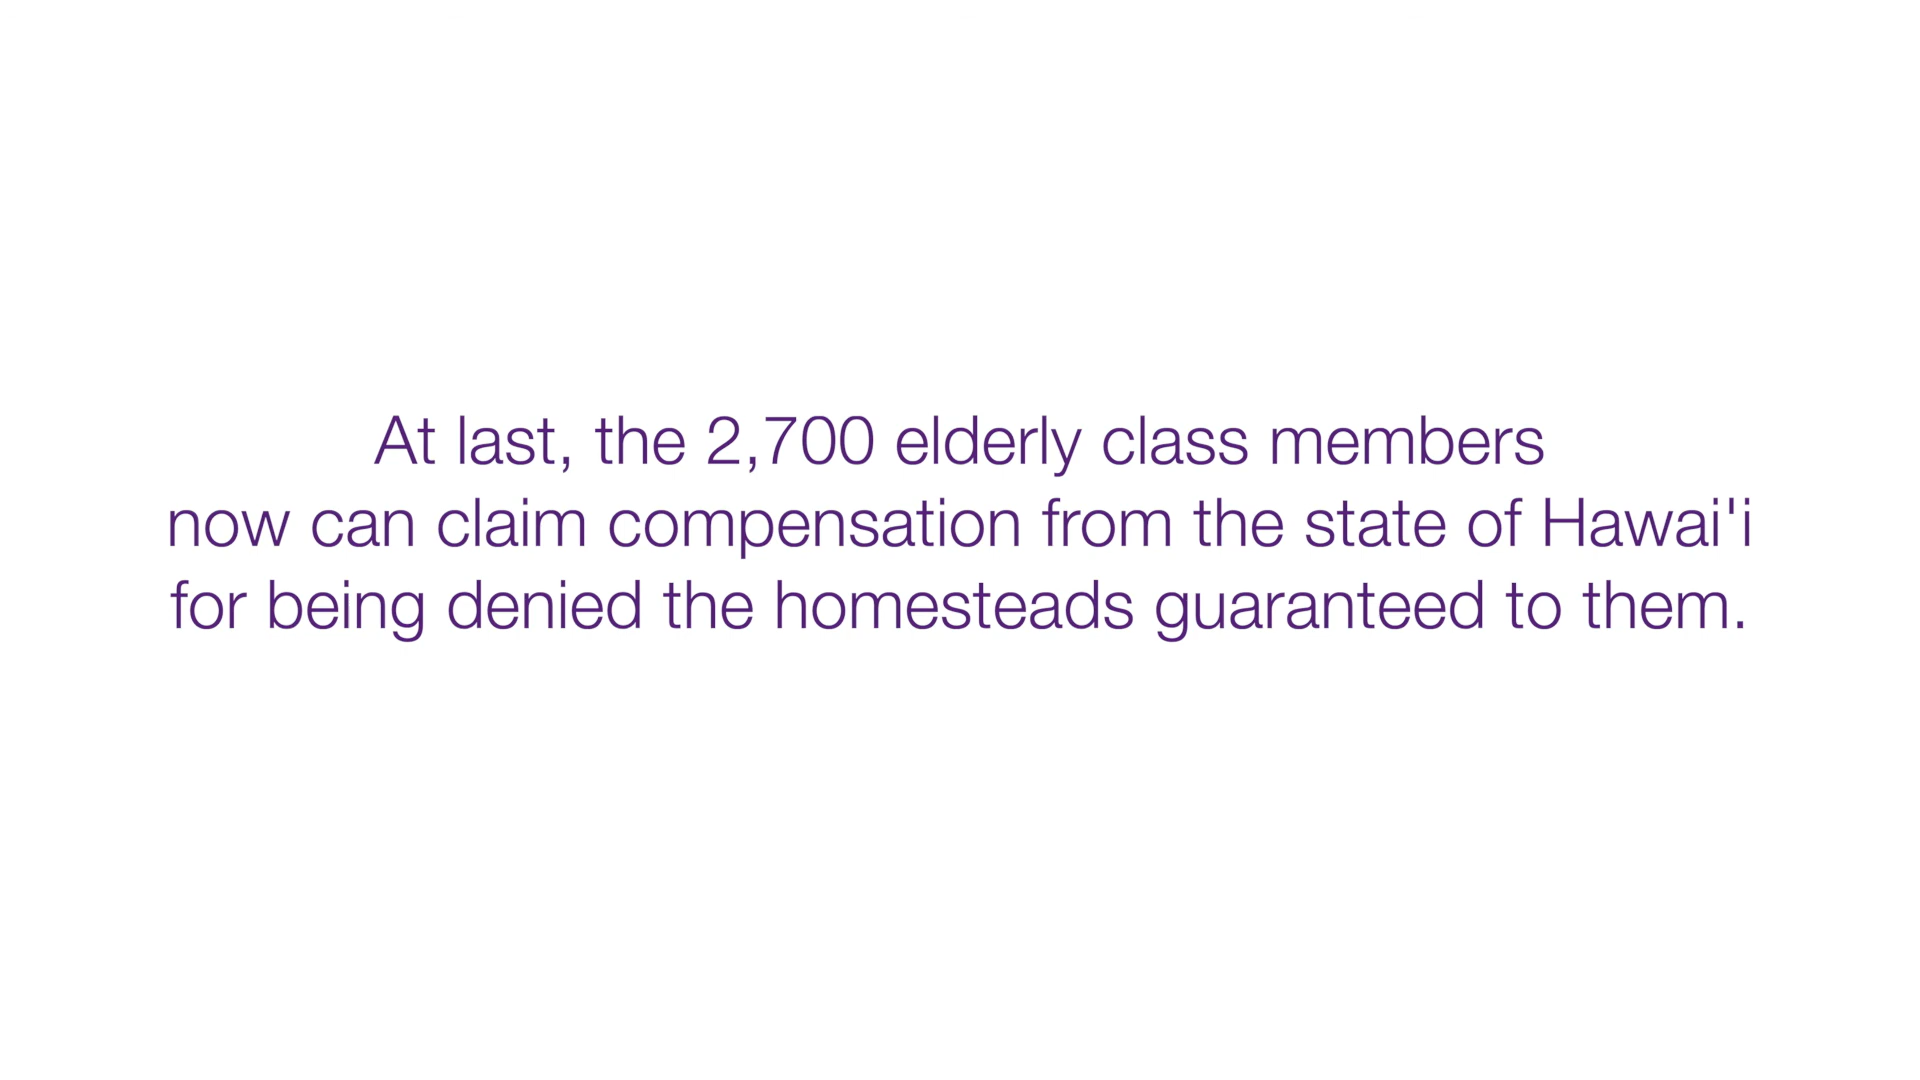 At last, the 2,700 elderly class members
now can claim compensation from the state of Hawai'i
for being denied the homesteads guaranteed to them.